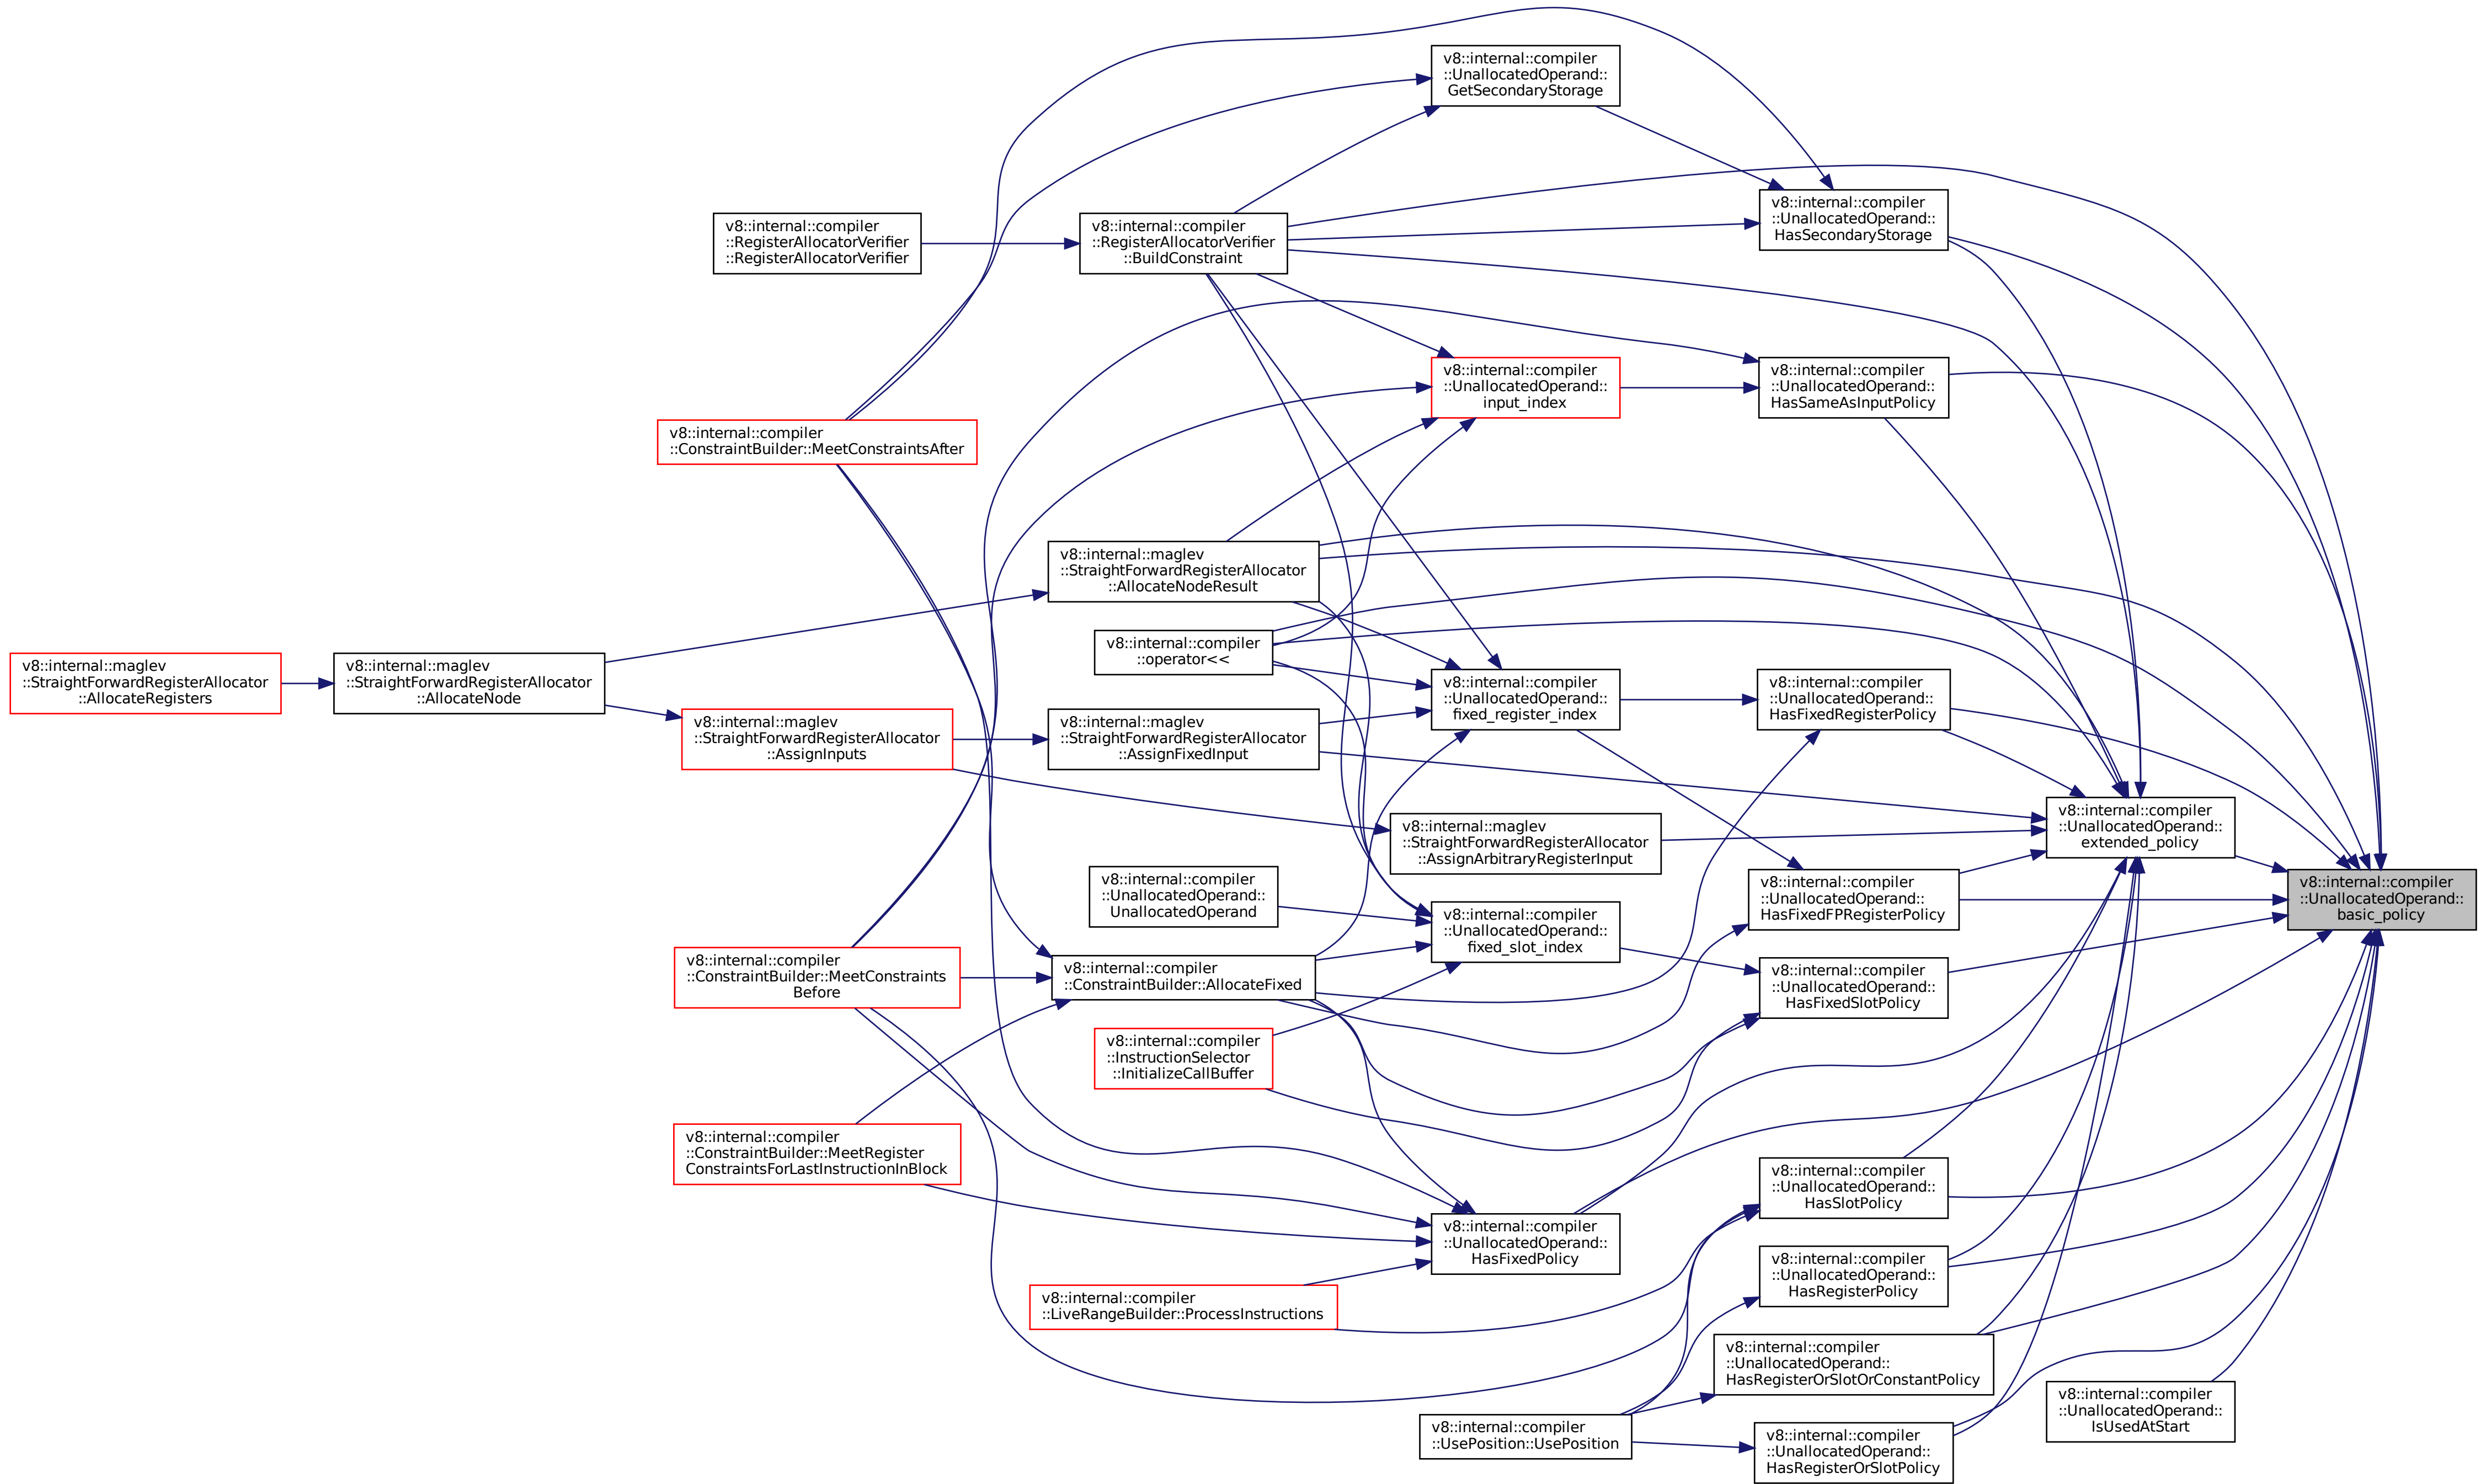 v8::internal::compiler
::UnallocatedOperand::
GetSecondaryStorage
v8::internal::compiler
::UnallocatedOperand::
HasSecondaryStorage
v8::internal::compiler
::RegisterAllocatorVerifier
::RegisterAllocatorVerifier
v8::internal::compiler
::RegisterAllocatorVerifier
::BuildConstraint
v8::internal::compiler
::UnallocatedOperand::
input_index
v8::internal::compiler
::UnallocatedOperand::
HasSameAsInputPolicy
v8::internal::compiler
::ConstraintBuilder::MeetConstraintsAfter
v8::internal::maglev
::StraightForwardRegisterAllocator
::AllocateNodeResult
v8::internal::compiler
::operator<<
v8::internal::maglev
::StraightForwardRegisterAllocator
::AllocateRegisters
v8::internal::maglev
::StraightForwardRegisterAllocator
::AllocateNode
v8::internal::maglev
::StraightForwardRegisterAllocator
::AssignInputs
v8::internal::maglev
::StraightForwardRegisterAllocator
::AssignFixedInput
v8::internal::compiler
::UnallocatedOperand::
fixed_register_index
v8::internal::compiler
::UnallocatedOperand::
HasFixedRegisterPolicy
v8::internal::maglev
::StraightForwardRegisterAllocator
::AssignArbitraryRegisterInput
v8::internal::compiler
::UnallocatedOperand::
extended_policy
v8::internal::compiler
::UnallocatedOperand::
basic_policy
v8::internal::compiler
::UnallocatedOperand::
UnallocatedOperand
v8::internal::compiler
::UnallocatedOperand::
HasFixedFPRegisterPolicy
v8::internal::compiler
::UnallocatedOperand::
fixed_slot_index
v8::internal::compiler
::ConstraintBuilder::MeetConstraints
Before
v8::internal::compiler
::ConstraintBuilder::AllocateFixed
v8::internal::compiler
::UnallocatedOperand::
HasFixedSlotPolicy
v8::internal::compiler
::InstructionSelector
::InitializeCallBuffer
v8::internal::compiler
::ConstraintBuilder::MeetRegister
ConstraintsForLastInstructionInBlock
v8::internal::compiler
::UnallocatedOperand::
HasSlotPolicy
v8::internal::compiler
::UnallocatedOperand::
HasFixedPolicy
v8::internal::compiler
::UnallocatedOperand::
HasRegisterPolicy
v8::internal::compiler
::LiveRangeBuilder::ProcessInstructions
v8::internal::compiler
::UnallocatedOperand::
HasRegisterOrSlotOrConstantPolicy
v8::internal::compiler
::UnallocatedOperand::
IsUsedAtStart
v8::internal::compiler
::UsePosition::UsePosition
v8::internal::compiler
::UnallocatedOperand::
HasRegisterOrSlotPolicy